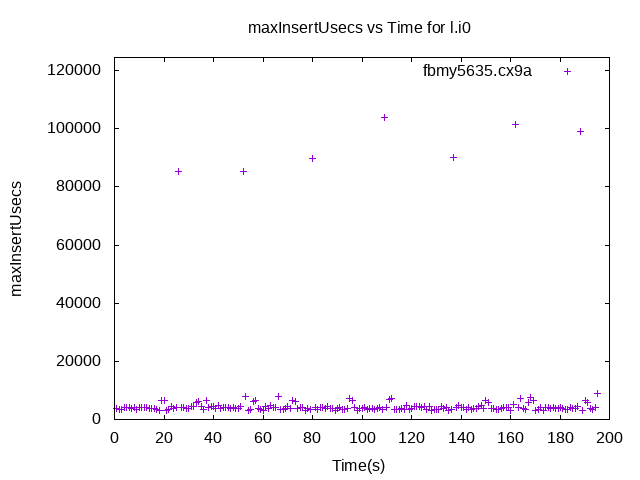 maxInsertUsecs vs Time for l.i0
fbmy5635.cx9a
maxInsertUsecs
120000
100000
80000
60000
40000
20000
0
0 20 40 60 80 100 120 140 160 180 200
Time(s)